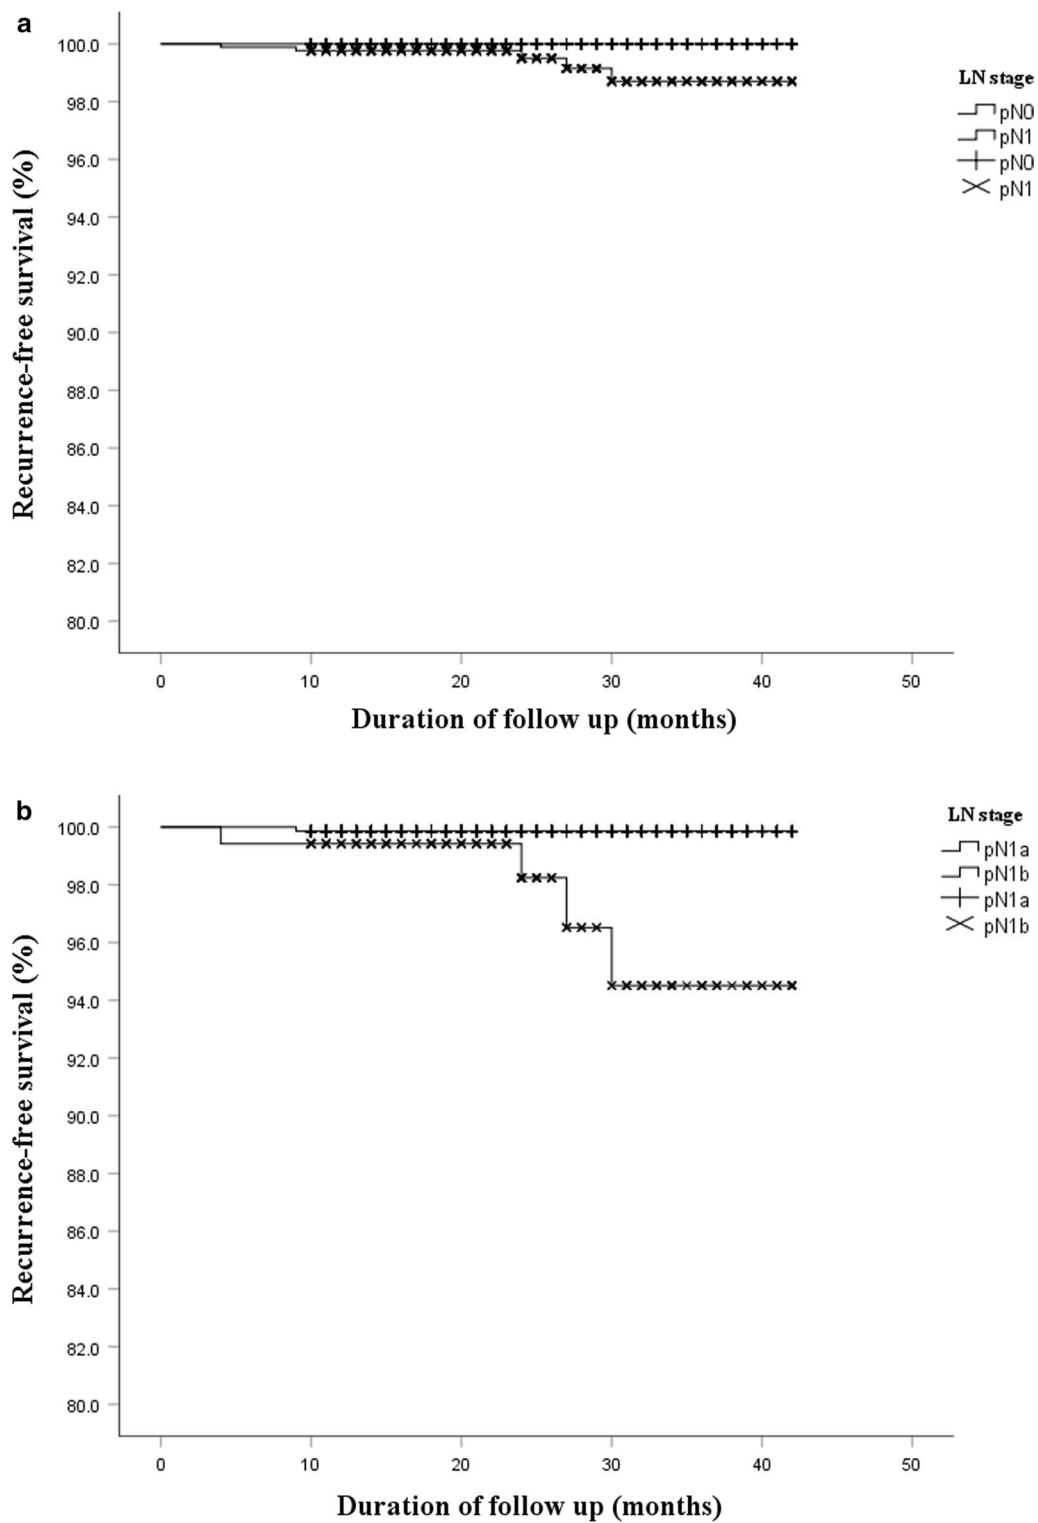 a
100.0
98.0
96.0
94.0
92.0
90.0
88.0
86.0
84.0
82.0
80.0
Recurrence-free survival (%)
0 10 20 30 40 50
Duration of follow up (months)
LN stage
pN0
pN1
pN0
pN1
b
100.0
98.0
96.0
94.0
92.0
90.0
88.0
86.0
84.0
82.0
80.0
Recurrence-free survival (%)
0 10 20 30 40 50
Duration of follow up (months)
LN stage
pN1a
pN1b
pN1a
pN1b